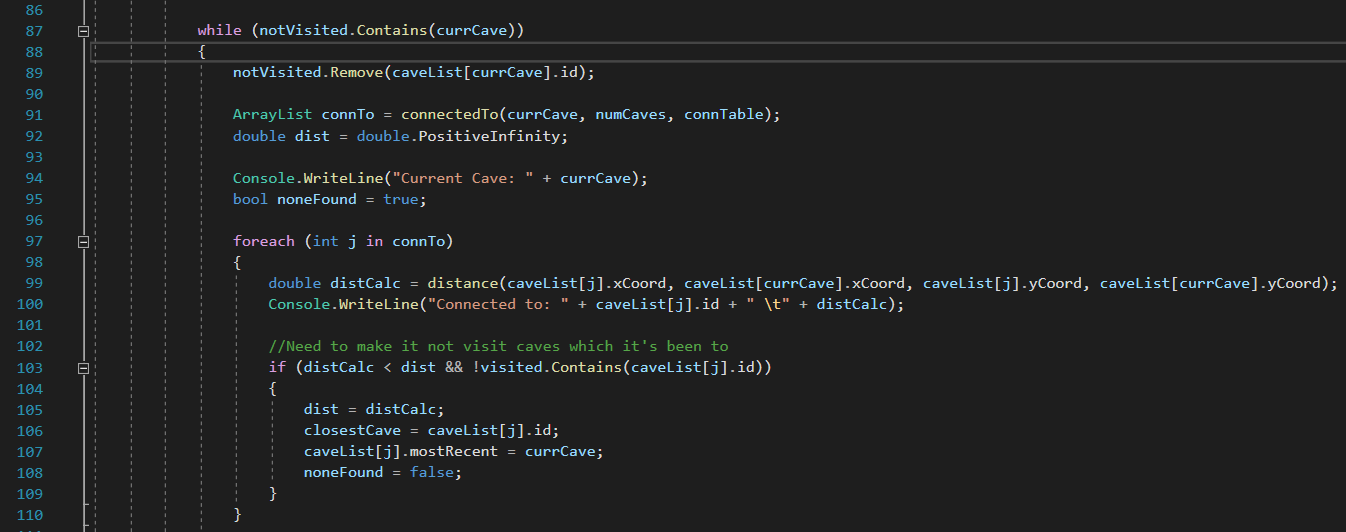 86
87 while (notVisited.Contains(currCave))
88 {
89 notVisited.Remove(caveList[currCave].id);
90
91 ArrayList connTo = connectedTo(currCave, numCaves, connTable);
92 double dist = double.PositiveInfinity;
93
94 Console.WriteLine("Current Cave: " + currCave);
95 bool noneFound = true;
96
97 foreach (int j in connTo)
98 {
99 double distCalc = distance(caveList[j].xCoord, caveList[currCave].xCoord, caveList[j].yCoord, caveList[currCave].yCoord);
100 Console.WriteLine("Connected to: " + caveList[j].id + " \t" + distCalc);
101
102 //Need to make it not visit caves which it's been to
103 if (distCalc < dist && !visited.Contains(caveList[j].id))
104 {
105 dist = distCalc;
106 closestCave = caveList[j].id;
107 caveList[j].mostRecent = currCave;
108 noneFound = false;
109 }
110 }